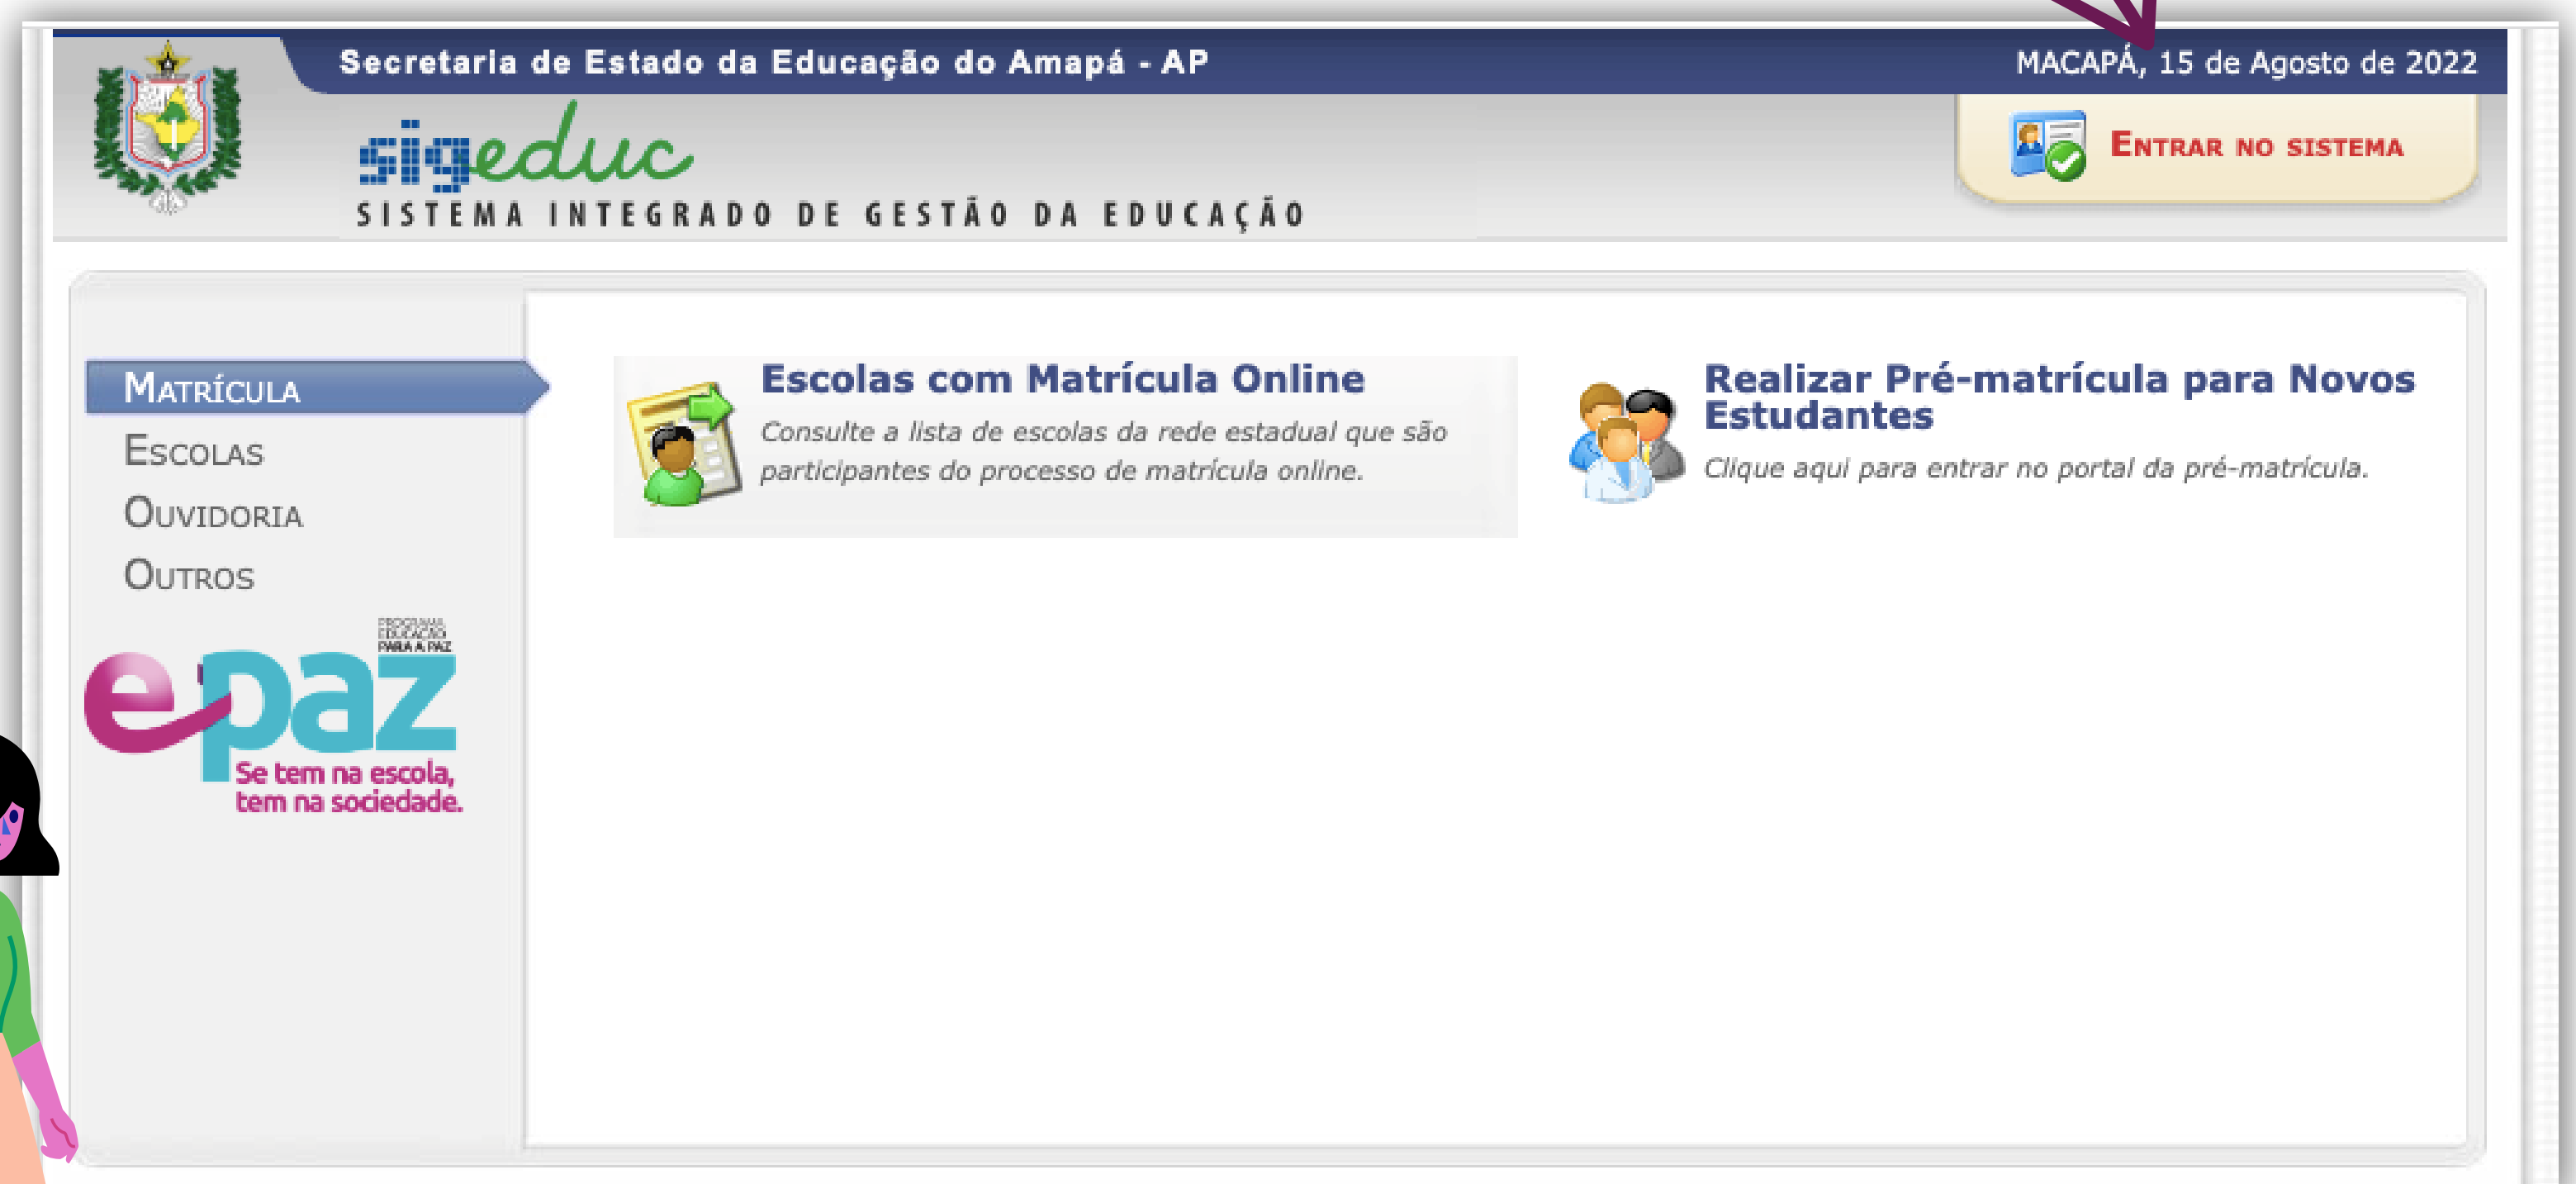 Secretaria de Estado da Educação do Amapá - AP
MACAPÁ, 15 de Agosto de 2022
sigeduc
SISTEMA INTEGRADO DE GESTÃO DA EDUCAÇÃO
ENTRAR NO SISTEMA
MATRÍCULA
ESCOLAS
OUVIDORIA
OUTROS
PROGRAMA
EDUCAÇÃO
PARA A PAZ
e paz
Se tem na escola,
tem na sociedade.
Escolas com Matrícula Online
Consulte a lista de escolas da rede estadual que são
participantes do processo de matrícula online.
Realizar Pré-matrícula para Novos
Estudantes
Clique aqui para entrar no portal da pré-matrícula.